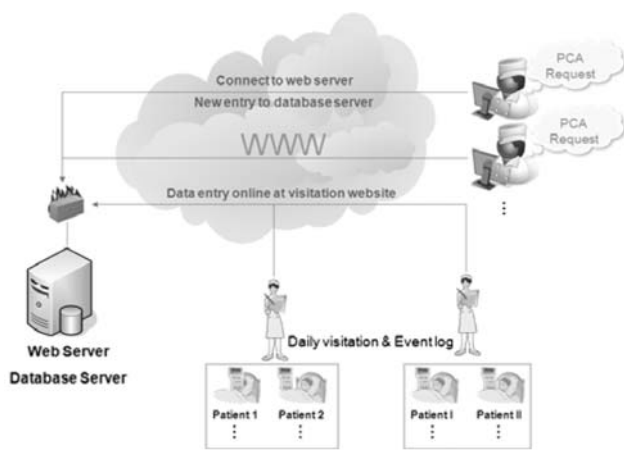 PCA
Request
Connect to web server
New entry to database server
PCA
Request
WWW
Data entry online at visitation website
Web Server
Database Server
Daily visitation & Event log
Patient 1
Patient 2
Patient I
Patient II